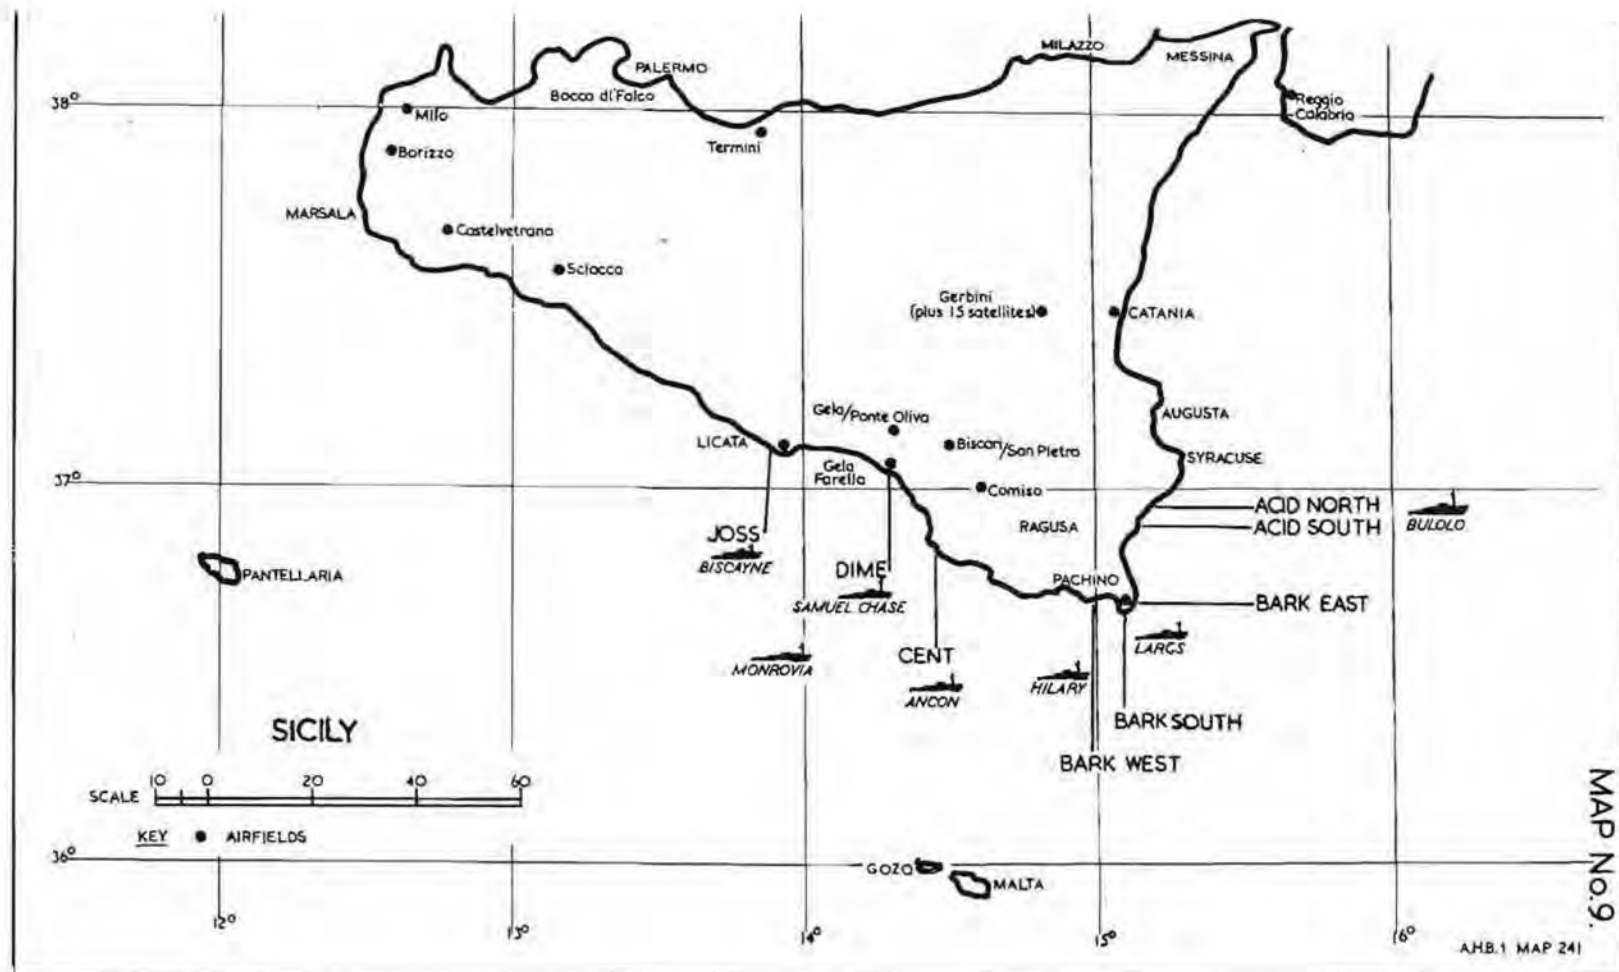 MILAZZO
MESSINA
PALERMO
Bocca di'Falco
38°
Milo
Reggio
Calabria
Borizzo
Termini
MARSALA
Castelvetrano
Sciacca
Gerbini
(plus 15 satellites)
CATANIA
Gela/Ponte Oliva
AUGUSTA
LICATA
Biscari/San Pietro
SYRACUSE
Gela
Farella
37°
Comiso
ACID NORTH
RAGUSA
ACID SOUTH
BULOLO
JOSS
BISCAYNE
DIME
PANTELLARIA
PACHINO
SAMUEL CHASE
BARK EAST
LARGS
CENT
MONROVIA
HILARY
ANCON
SICILY
BARK SOUTH
BARK WEST
10 0 20 40 60
SCALE
KEY AIRFIELDS
36°
GOZO
MALTA
12° 13° 14° 15° 16°
MAP No.9.
A.H.B.1 MAP 241